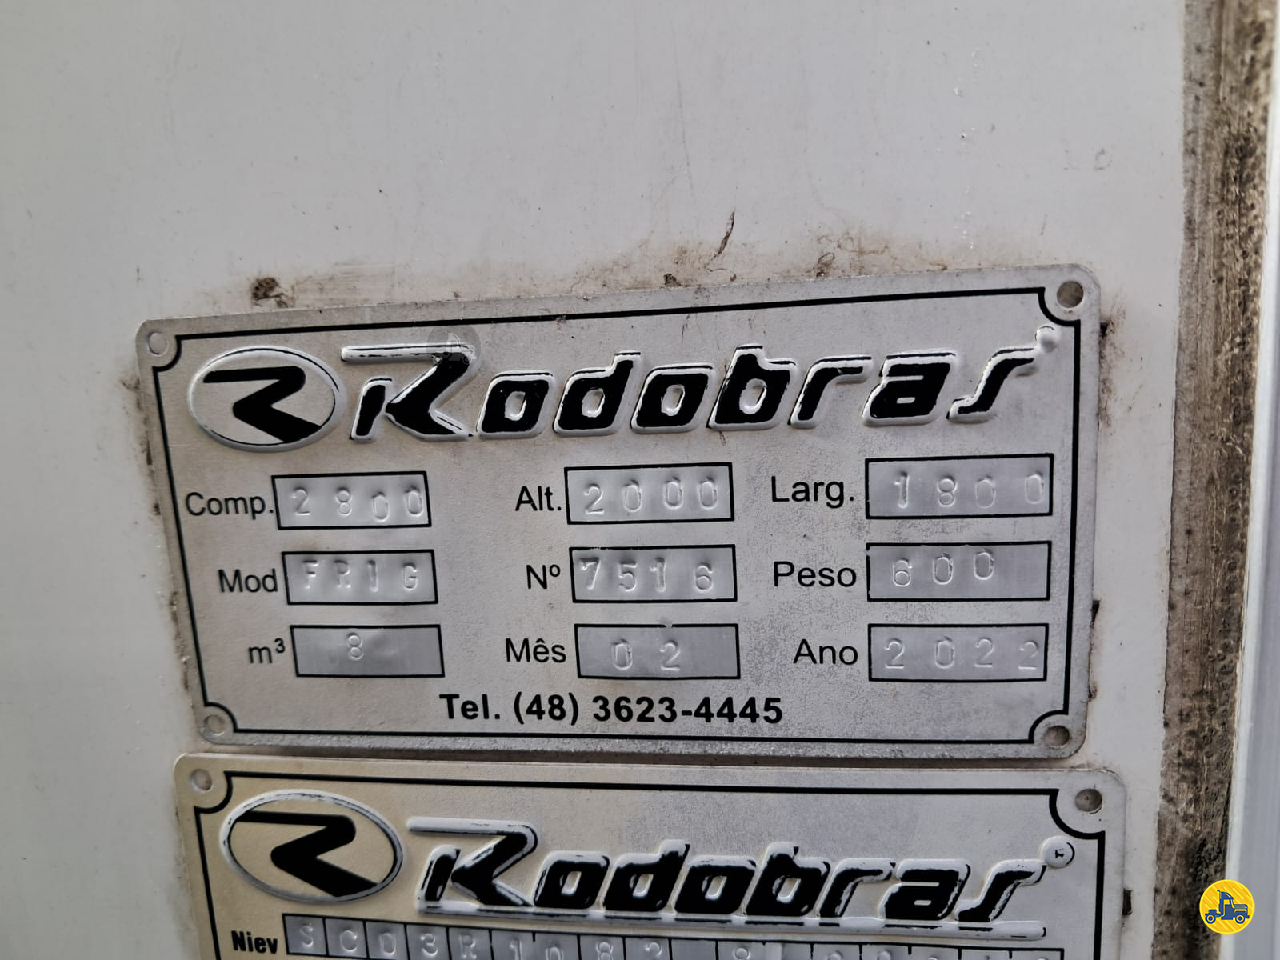 Rodobras
Comp. 2800 Alt. 2000 Larg. 1800
Mod FRIG Nº 7516 Peso 600
m³ 8 Mês 02 Ano 2022
Tel. (48) 3623-4445
Rodobras
Niev